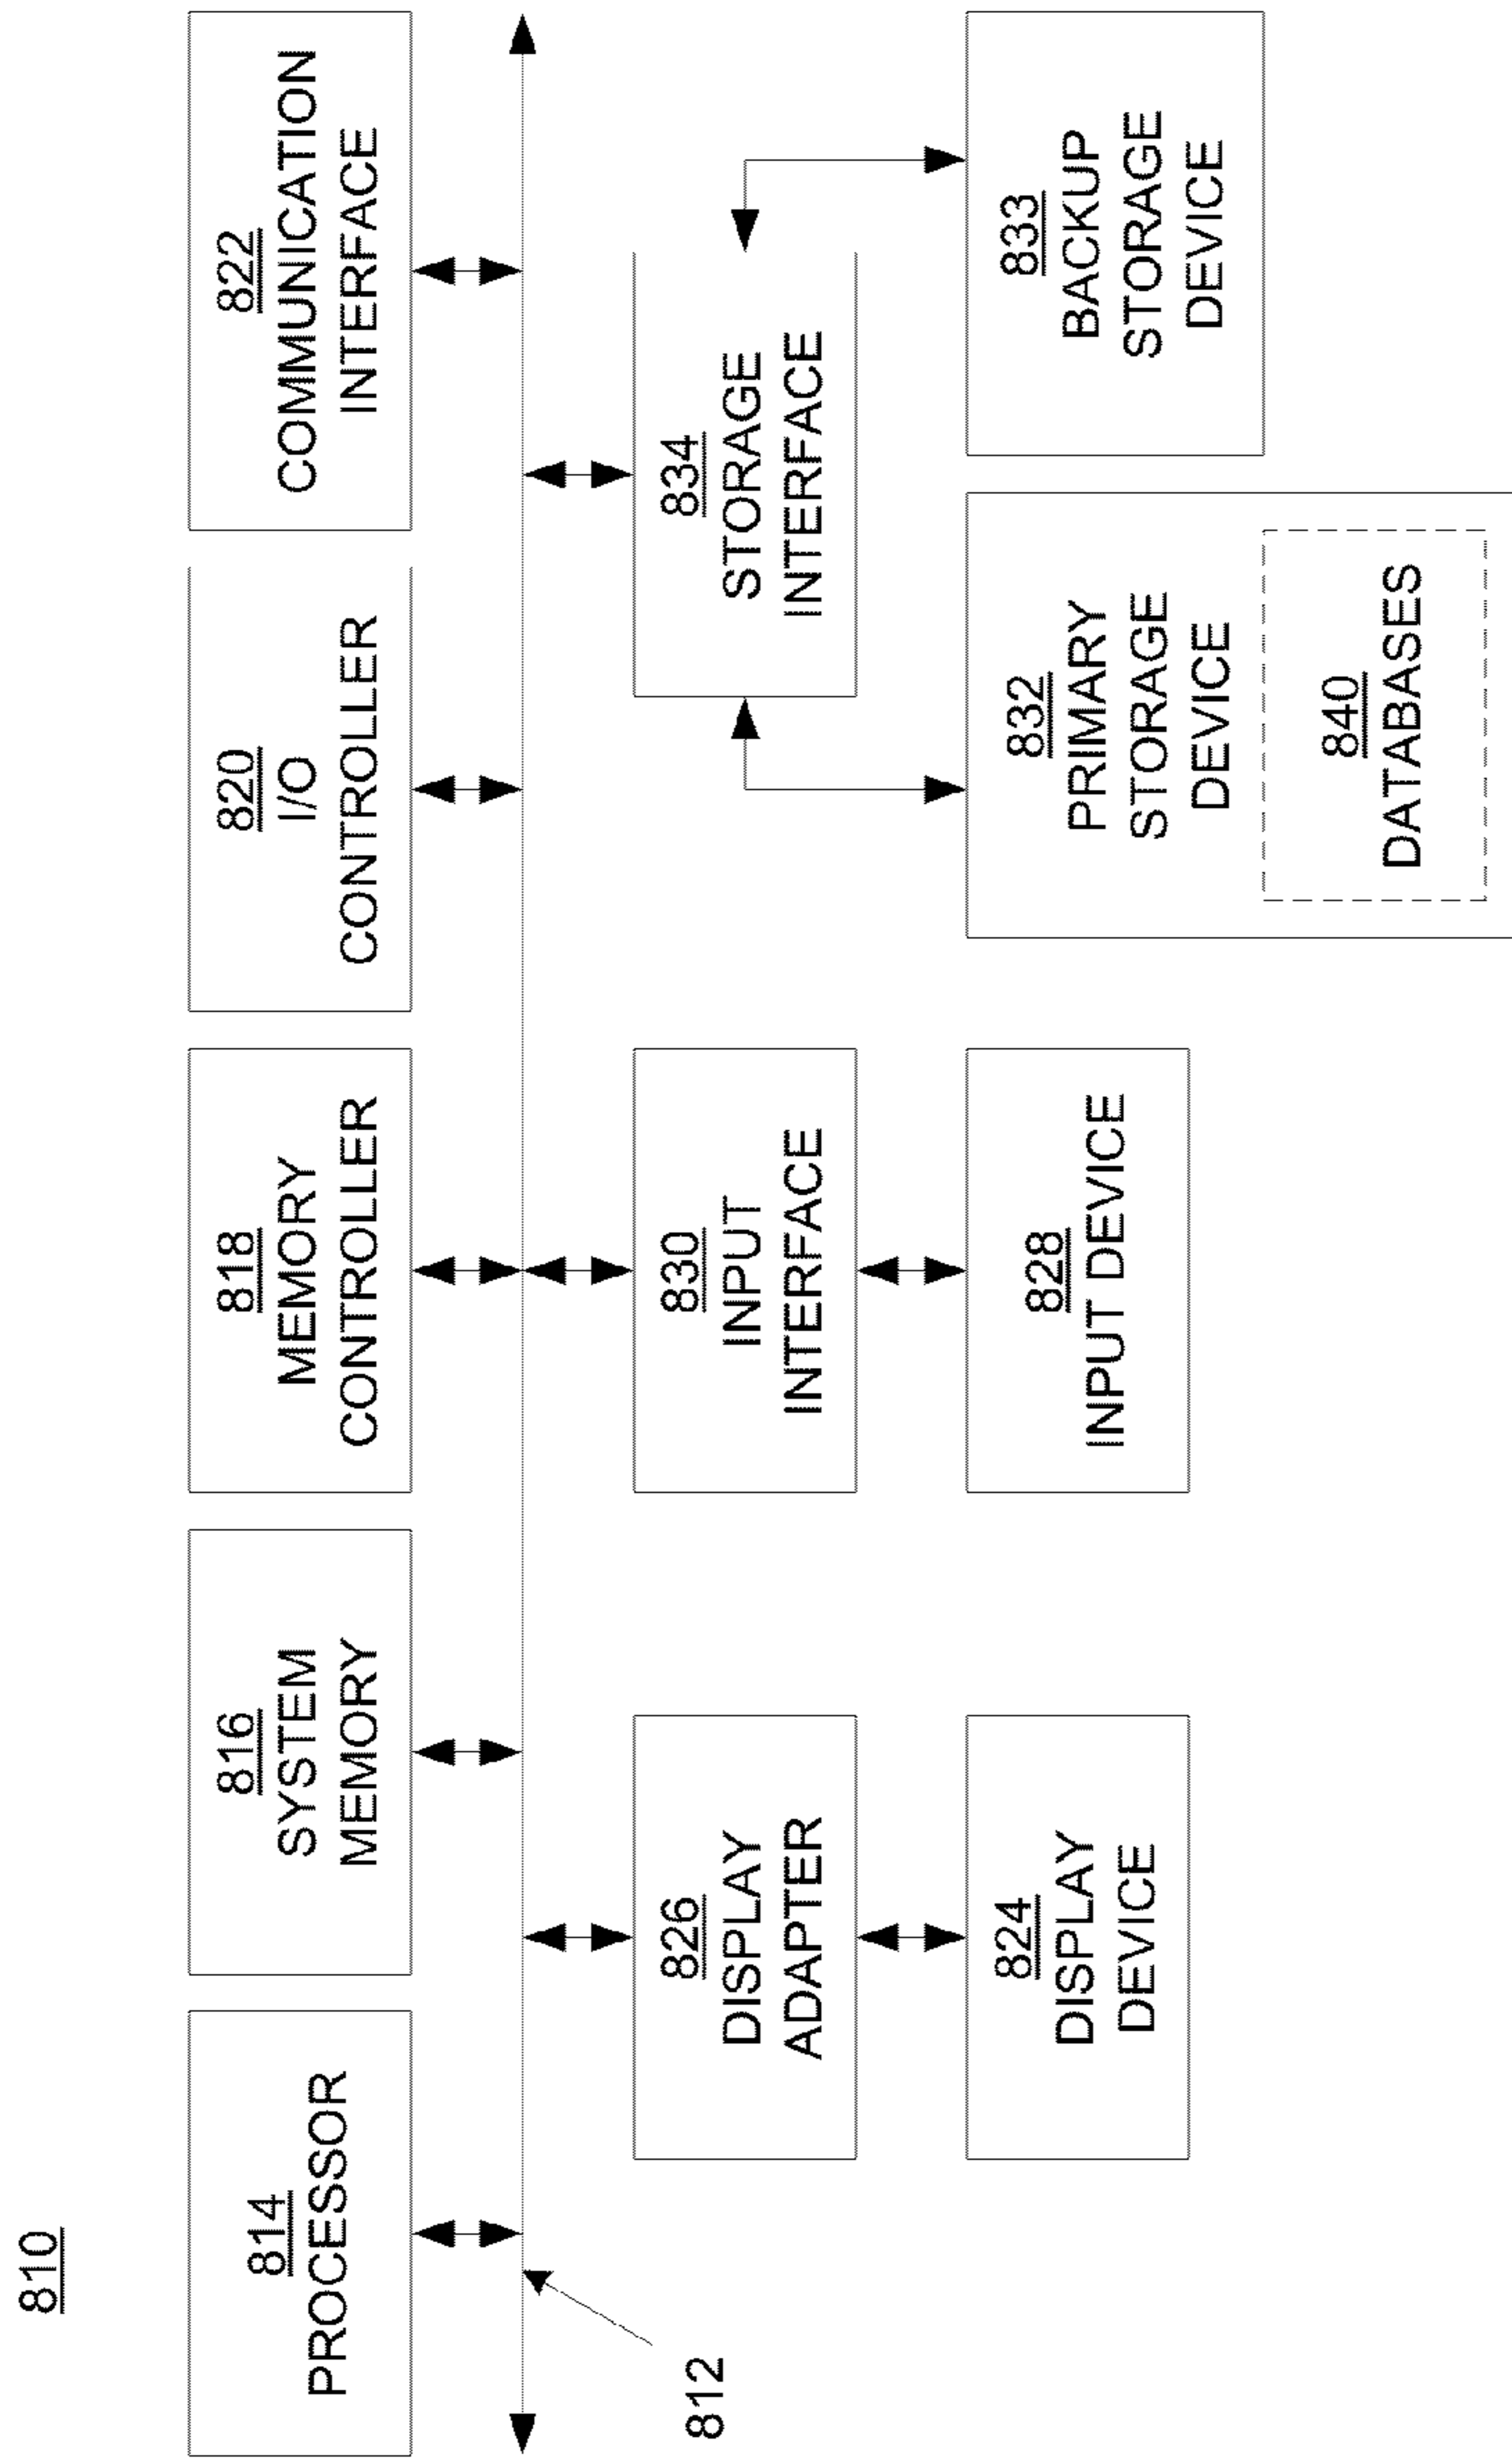 810
814
PROCESSOR
816
SYSTEM
MEMORY
818
MEMORY
CONTROLLER
820
I/O
CONTROLLER
822
COMMUNICATION
INTERFACE
812
826
DISPLAY
ADAPTER
830
INPUT
INTERFACE
834
STORAGE
INTERFACE
824
DISPLAY
DEVICE
828
INPUT DEVICE
832
PRIMARY
STORAGE
DEVICE
840
DATABASES
833
BACKUP
STORAGE
DEVICE